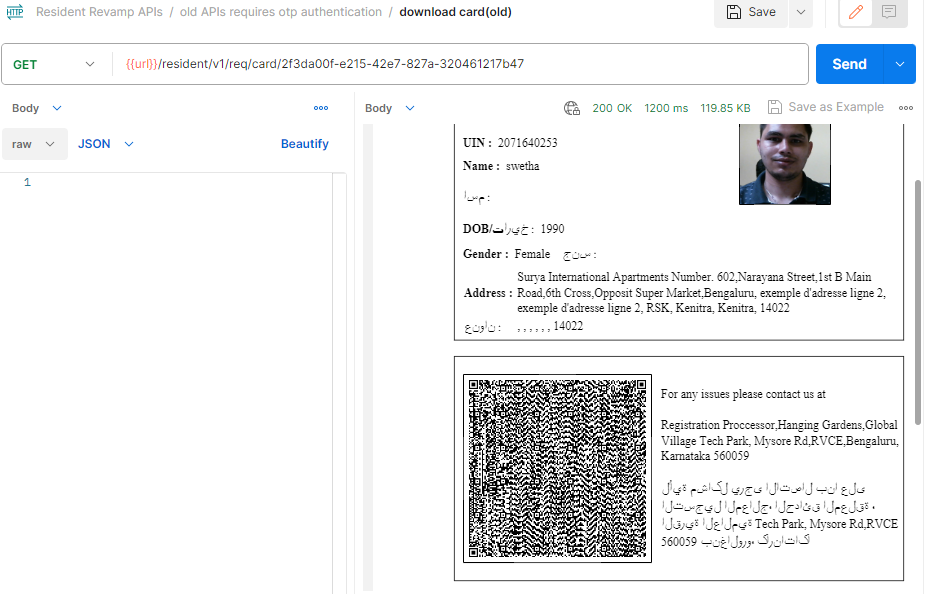 HTTP Resident Revamp APIs / old APIs requires otp authentication / download card(old)
Save
GET {{url}}/resident/v1/req/card/2f3da00f-e215-42e7-827a-320461217b47
Send
Body
raw JSON Beautify
1
Body 200 OK 1200 ms 119.85 KB Save as Example
UIN : 2071640253
Name : swetha
اسم :
DOB/تاريخ : 1990
Gender : Female جنس :
Address : Surya International Apartments Number. 602,Narayana Street,1st B Main
Road,6th Cross,Opposit Super Market,Bengaluru, exemple d'adresse ligne 2,
exemple d'adresse ligne 2, RSK, Kenitra, Kenitra, 14022
عنوان : , , , , , , 14022
For any issues please contact us at
Registration Proccessor,Hanging Gardens,Global
Village Tech Park, Mysore Rd,RVCE,Bengaluru,
Karnataka 560059
لأية مشاكل يرجى الاتصال بنا على
التسجيل المعالج، الحدائق المعلقة ،
القرية العالمية Tech Park, Mysore Rd,RVCE
560059 بنغالورو، كرناتاكا